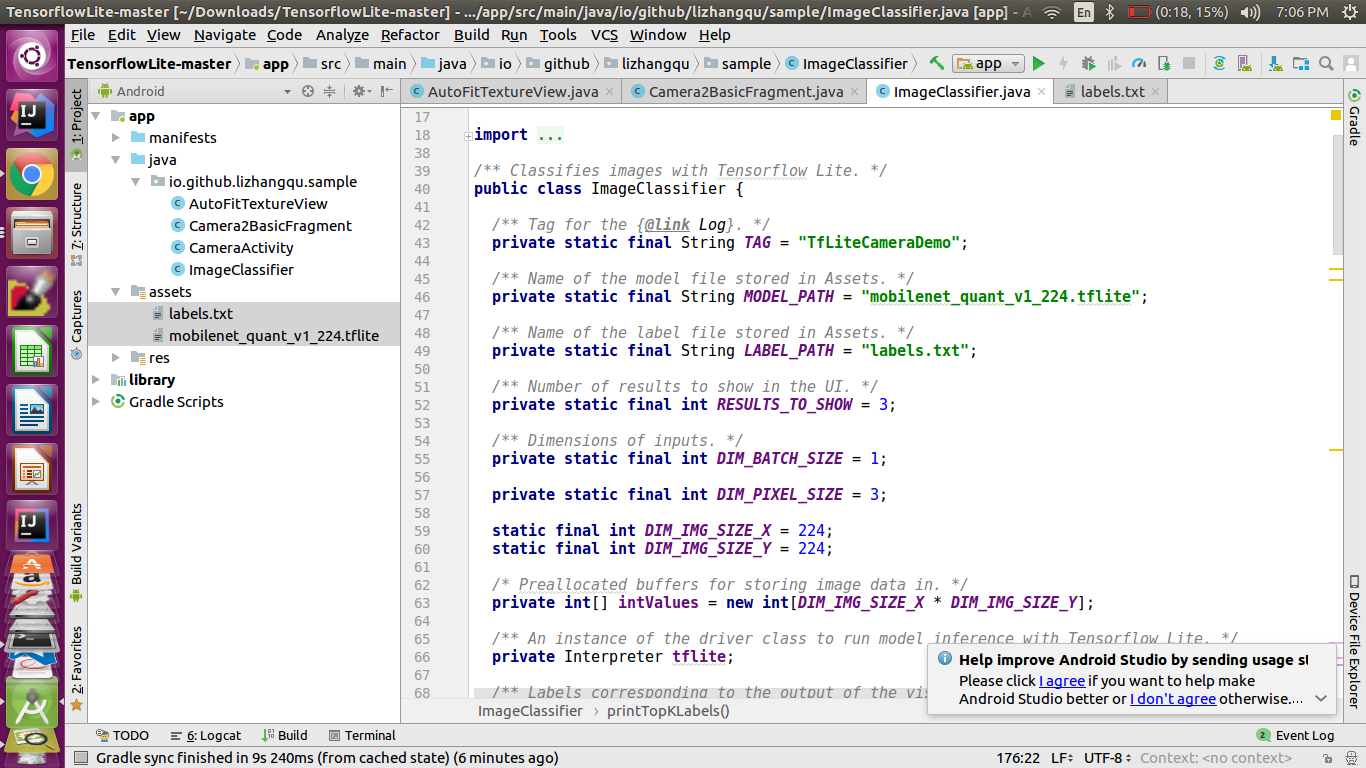 TensorflowLite-master [~/Downloads/TensorflowLite-master] - .../app/src/main/java/io/github/lizhangqu/sample/ImageClassifier.java [app] - A
En
(0:18, 15%)
7:06 PM
File Edit View Navigate Code Analyze Refactor Build Run Tools VCS Window Help
TensorflowLite-master app src main java io github lizhangqu sample ImageClassifier
app
Android
AutoFitTextureView.java
Camera2BasicFragment.java
ImageClassifier.java
labels.txt
1: Project
7: Structure
Captures
Build Variants
2: Favorites
app
manifests
java
io.github.lizhangqu.sample
AutoFitTextureView
Camera2BasicFragment
CameraActivity
ImageClassifier
assets
labels.txt
mobilenet_quant_v1_224.tflite
res
library
Gradle Scripts
17
18 import ...
38
39 /** Classifies images with Tensorflow Lite. */
40 public class ImageClassifier {
41
42 /** Tag for the {@link Log}. */
43 private static final String TAG = "TfLiteCameraDemo";
44
45 /** Name of the model file stored in Assets. */
46 private static final String MODEL_PATH = "mobilenet_quant_v1_224.tflite";
47
48 /** Name of the label file stored in Assets. */
49 private static final String LABEL_PATH = "labels.txt";
50
51 /** Number of results to show in the UI. */
52 private static final int RESULTS_TO_SHOW = 3;
53
54 /** Dimensions of inputs. */
55 private static final int DIM_BATCH_SIZE = 1;
56
57 private static final int DIM_PIXEL_SIZE = 3;
58
59 static final int DIM_IMG_SIZE_X = 224;
60 static final int DIM_IMG_SIZE_Y = 224;
61
62 /* Preallocated buffers for storing image data in. */
63 private int[] intValues = new int[DIM_IMG_SIZE_X * DIM_IMG_SIZE_Y];
64
65 /** An instance of the driver class to run model inference with Tensorflow Lite. */
66 private Interpreter tflite;
67
68 /** Labels corresponding to the output of the vis
Gradle
Device File Explorer
Help improve Android Studio by sending usage st
Please click I agree if you want to help make
Android Studio better or I don't agree otherwise....
ImageClassifier printTopKLabels()
TODO 6: Logcat Build Terminal
2 Event Log
Gradle sync finished in 9s 240ms (from cached state) (6 minutes ago)
176:22 LF UTF-8 Context: <no context>